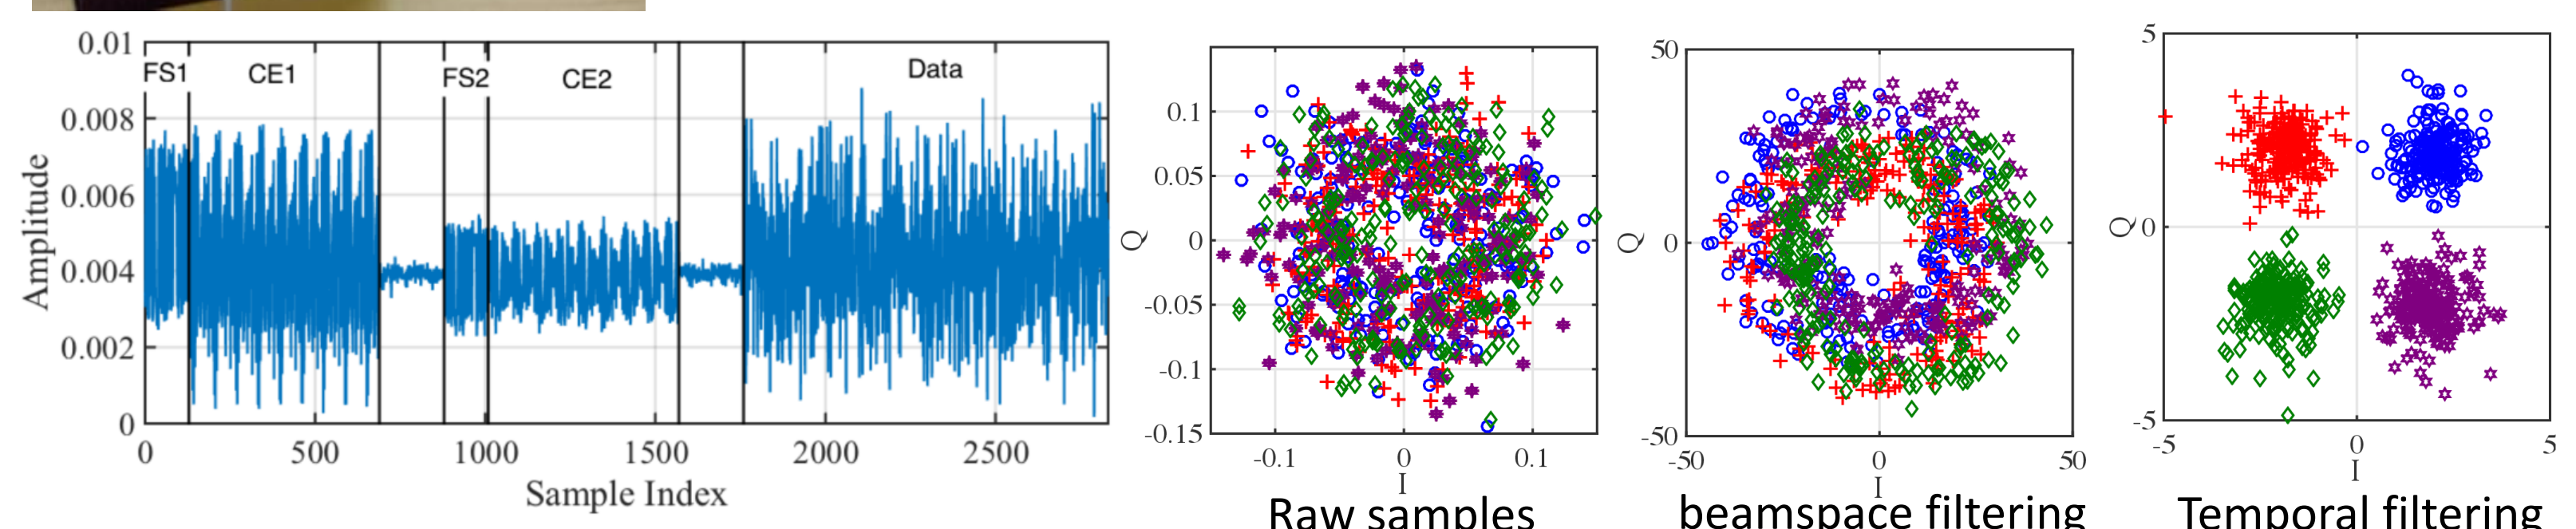 0.01
0.008
0.006
0.004
0.002
0
Amplitude
FS1
CE1
FS2
CE2
Data
0
500
1000
1500
2000
2500
Sample Index
0.1
0.05
0
-0.05
-0.1
-0.15
Q
-0.1
0
0.1
I
Raw samples
50
0
-50
Q
-50
0
50
I
beamspace filtering
5
0
-5
Q
-5
0
5
I
Temporal filtering